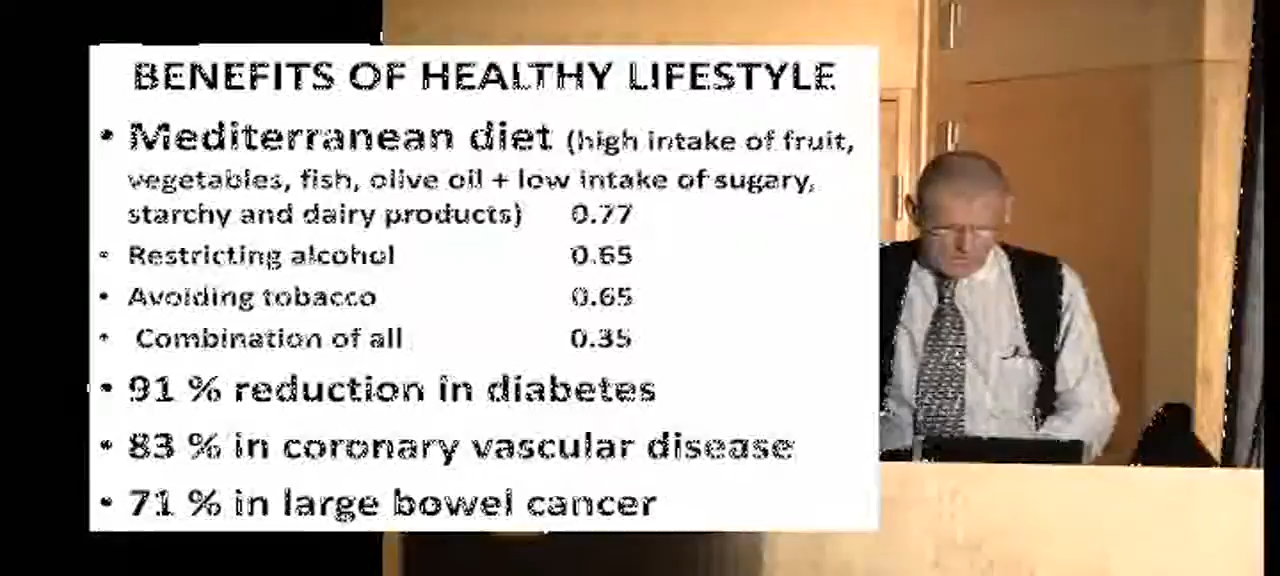 BENEFITS OF HEALTHY LIFESTYLE
• Mediterranean diet (high intake of fruit,
vegetables, fish, olive oil + low intake of sugary,
starchy and dairy products) 0.77
• Restricting alcohol 0.65
• Avoiding tobacco 0.65
• Combination of all 0.35
• 91 % reduction in diabetes
• 83 % in coronary vascular disease
• 71 % in large bowel cancer